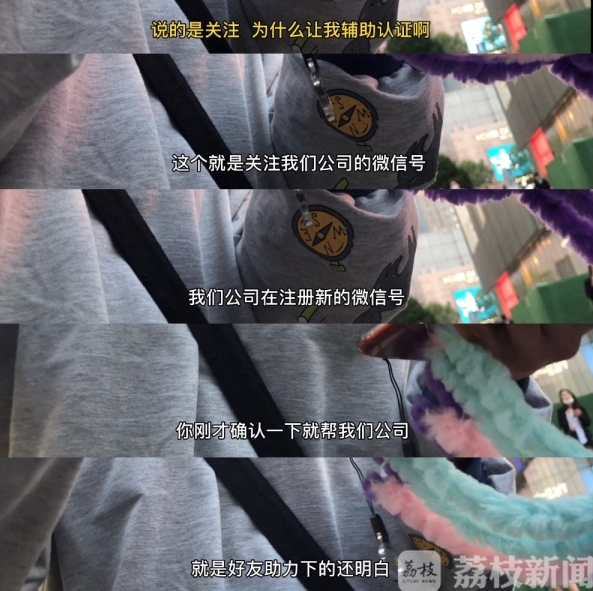 说的是关注 为什么让我辅助认证啊
这个就是关注我们公司的微信号
我们公司在注册新的微信号
你刚才确认一下就帮我们公司
就是好友助力下的还明白
荔枝
荔枝新闻